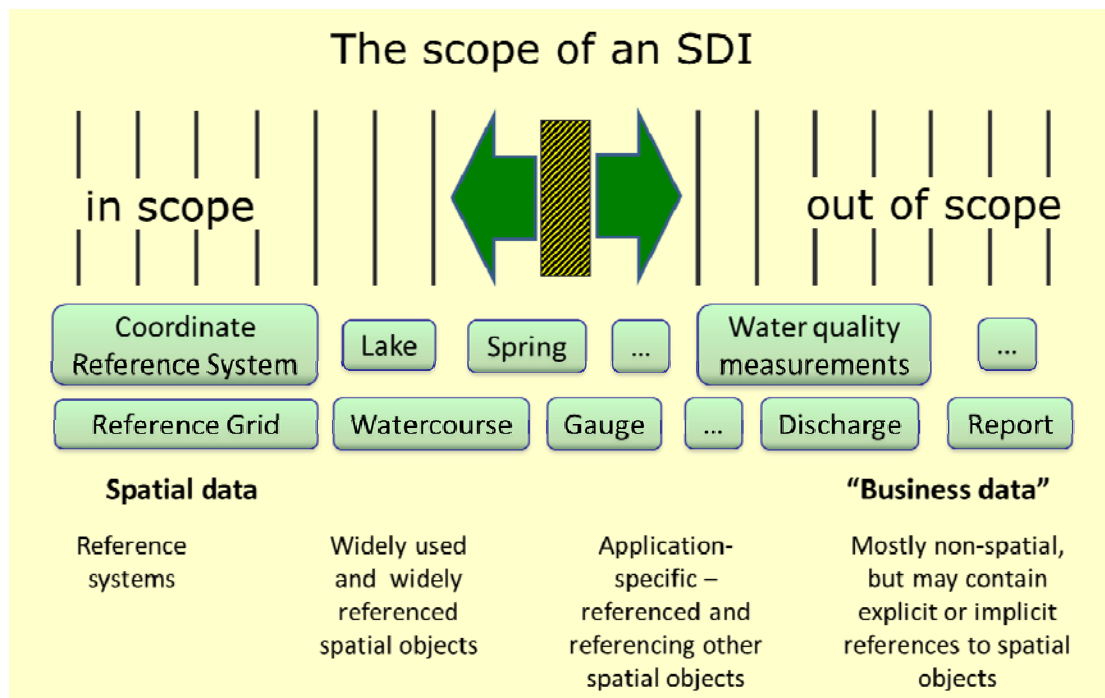 The scope of an SDI
in scope
out of scope
Coordinate
Reference System
Lake
Spring
...
Water quality
measurements
...
Reference Grid
Watercourse
Gauge
...
Discharge
Report
Spatial data
“Business data”
Reference
systems
Widely used
and widely
referenced
spatial objects
Application-
specific –
referenced and
referencing other
spatial objects
Mostly non-spatial,
but may contain
explicit or implicit
references to spatial
objects